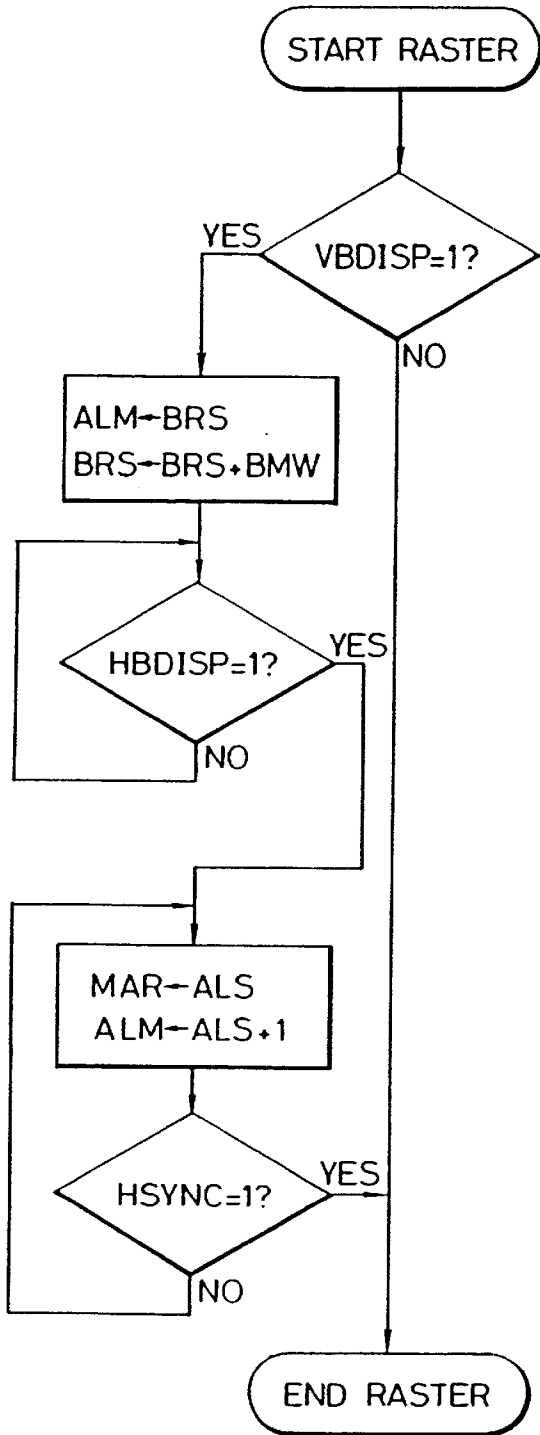 START RASTER
VBDISP=1?
YES
NO
ALM←BRS
BRS←BRS+BMW
HBDISP=1?
YES
NO
MAR←ALS
ALM←ALS+1
HSYNC=1?
YES
NO
END RASTER